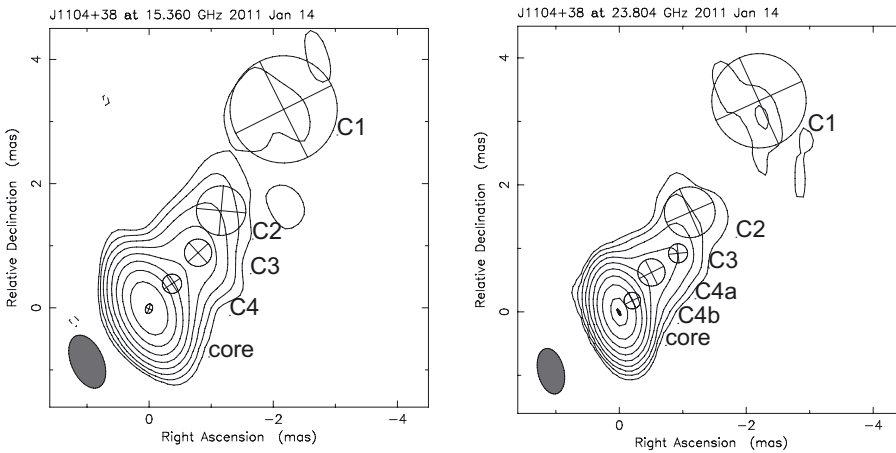 J1104+38 at 15.360 GHz 2011 Jan 14
Relative Declination (mas)
4
2
0
C1
C2
C3
C4
core
0
−2
−4
Right Ascension (mas)
J1104+38 at 23.804 GHz 2011 Jan 14
Relative Declination (mas)
4
2
0
C1
C2
C3
C4a
C4b
core
0
−2
−4
Right Ascension (mas)